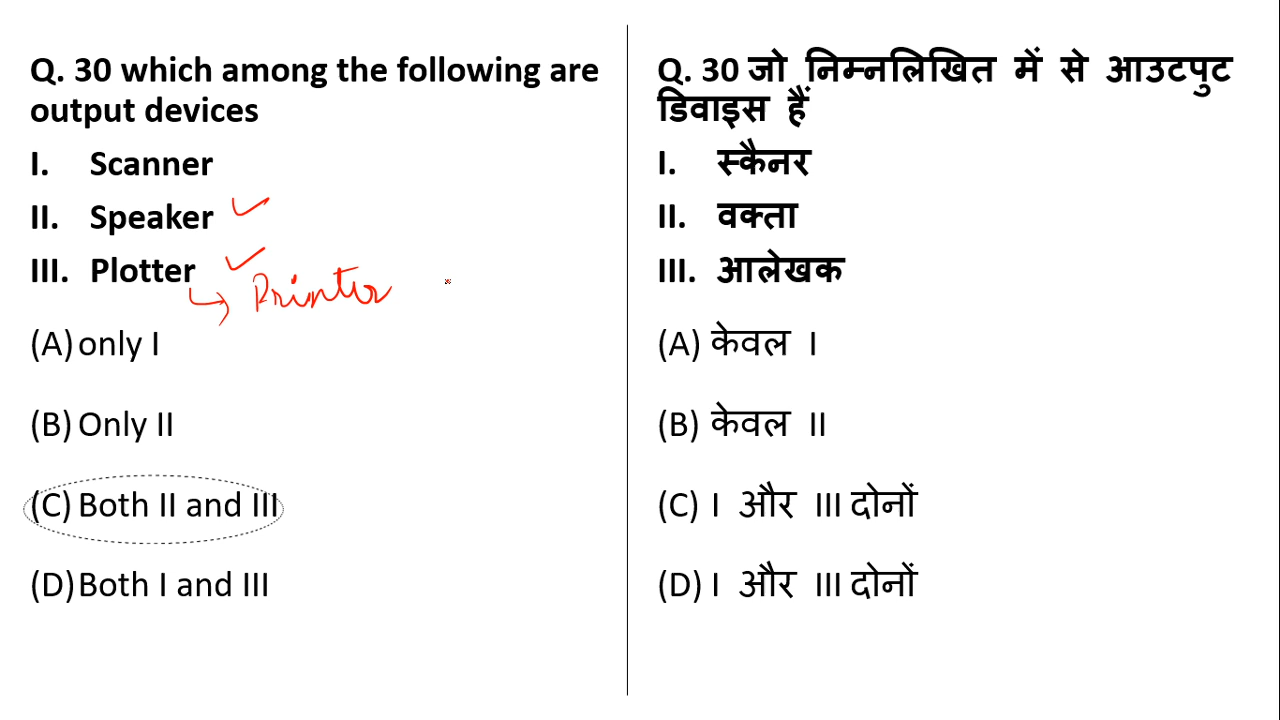 Q. 30 which among the following are
output devices
I. Scanner
II. Speaker
III. Plotter
Printer
(A) only I
(B) Only II
(C) Both II and III
(D) Both I and III
Q. 30 जो निम्नलिखित में से आउटपुट
डिवाइस हैं
I. स्कैनर
II. वक्ता
III. आलेखक
(A) केवल I
(B) केवल II
(C) I और III दोनों
(D) I और III दोनों